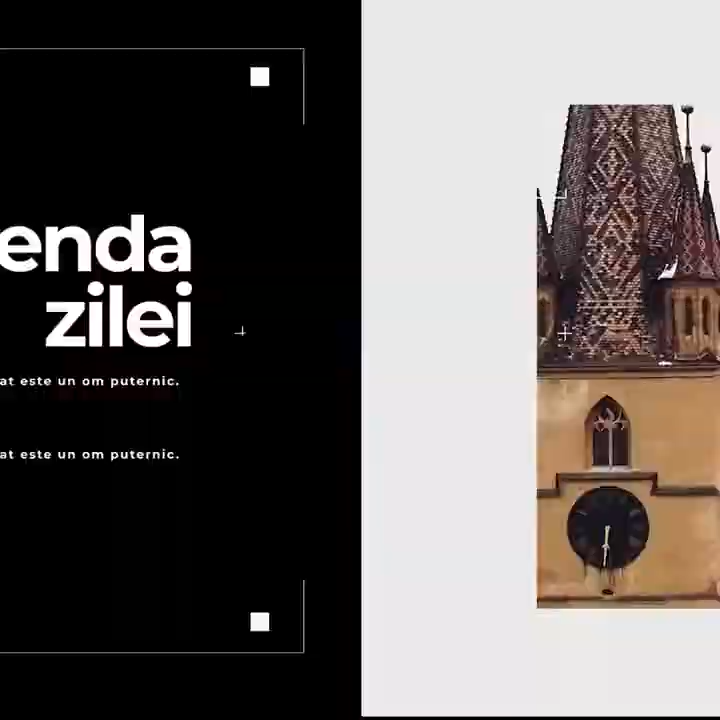 enda
zilei
at este un om puternic.
at este un om puternic.